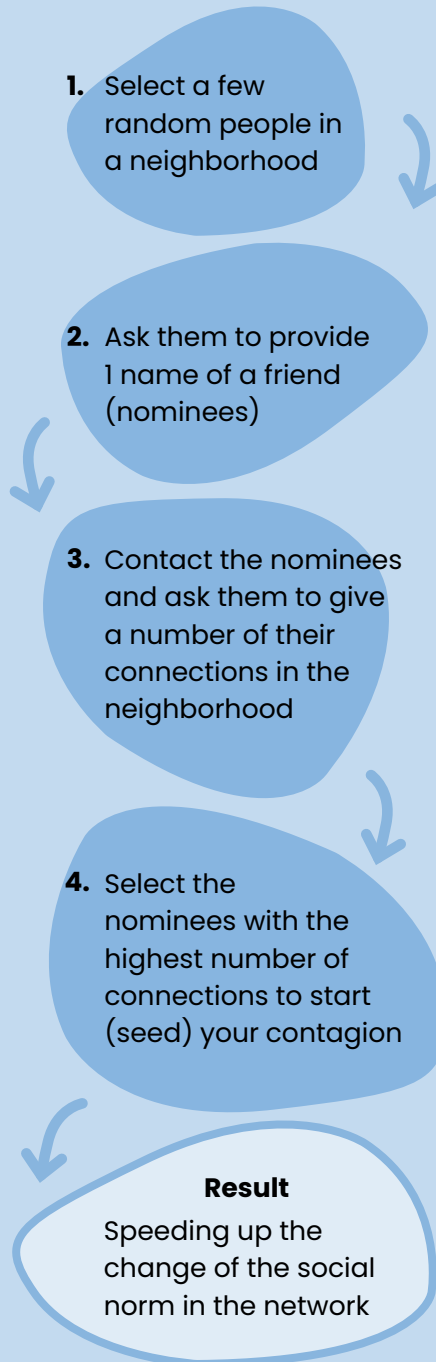 1. Select a few
random people in
a neighborhood
2. Ask them to provide
1 name of a friend
(nominees)
3. Contact the nominees
and ask them to give
a number of their
connections in the
neighborhood
4. Select the
nominees with the
highest number of
connections to start
(seed) your contagion
Result
Speeding up the
change of the social
norm in the network